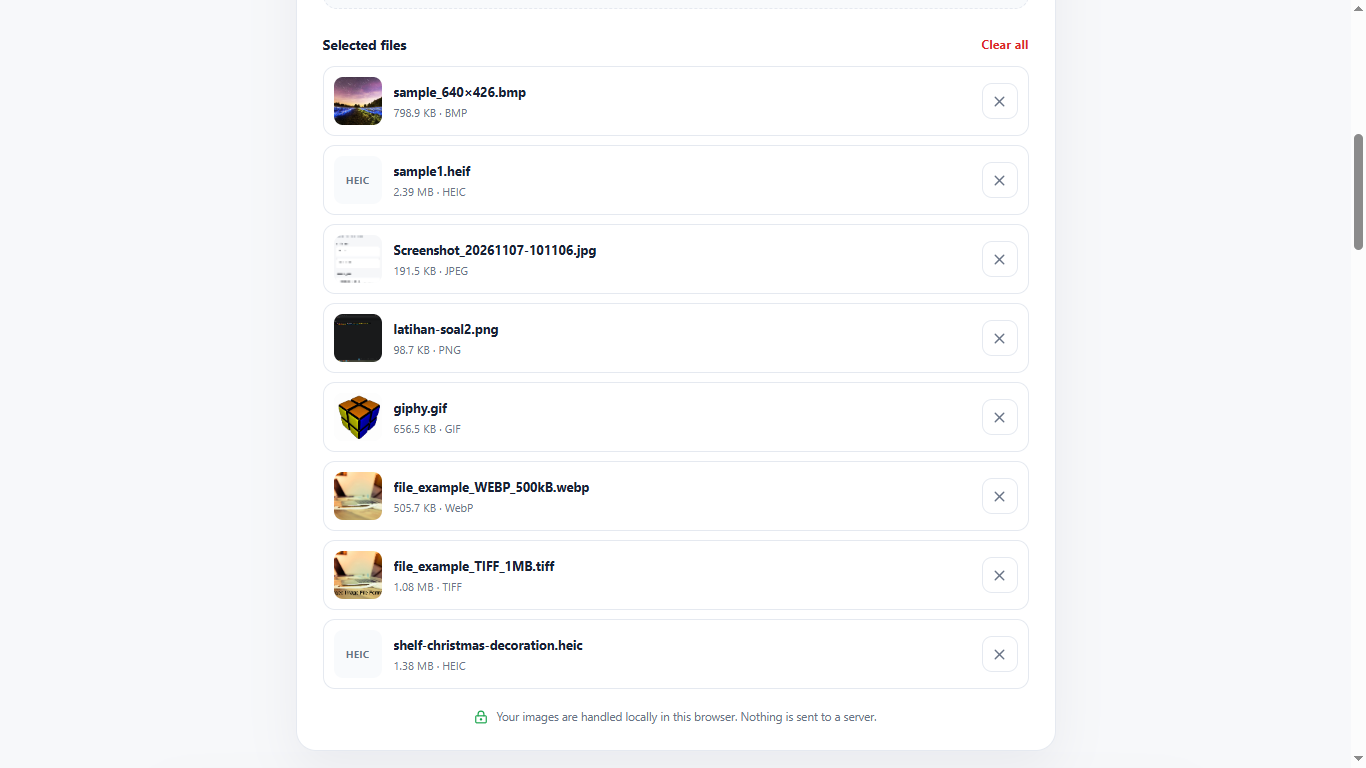 Selected files
Clear all
sample_640×426.bmp
798.9 KB · BMP
HEIC
sample1.heif
2.39 MB · HEIC
Screenshot_20261107-101106.jpg
191.5 KB · JPEG
latihan-soal2.png
98.7 KB · PNG
giphy.gif
656.5 KB · GIF
file_example_WEBP_500kB.webp
505.7 KB · WebP
file_example_TIFF_1MB.tiff
1.08 MB · TIFF
HEIC
shelf-christmas-decoration.heic
1.38 MB · HEIC
Your images are handled locally in this browser. Nothing is sent to a server.